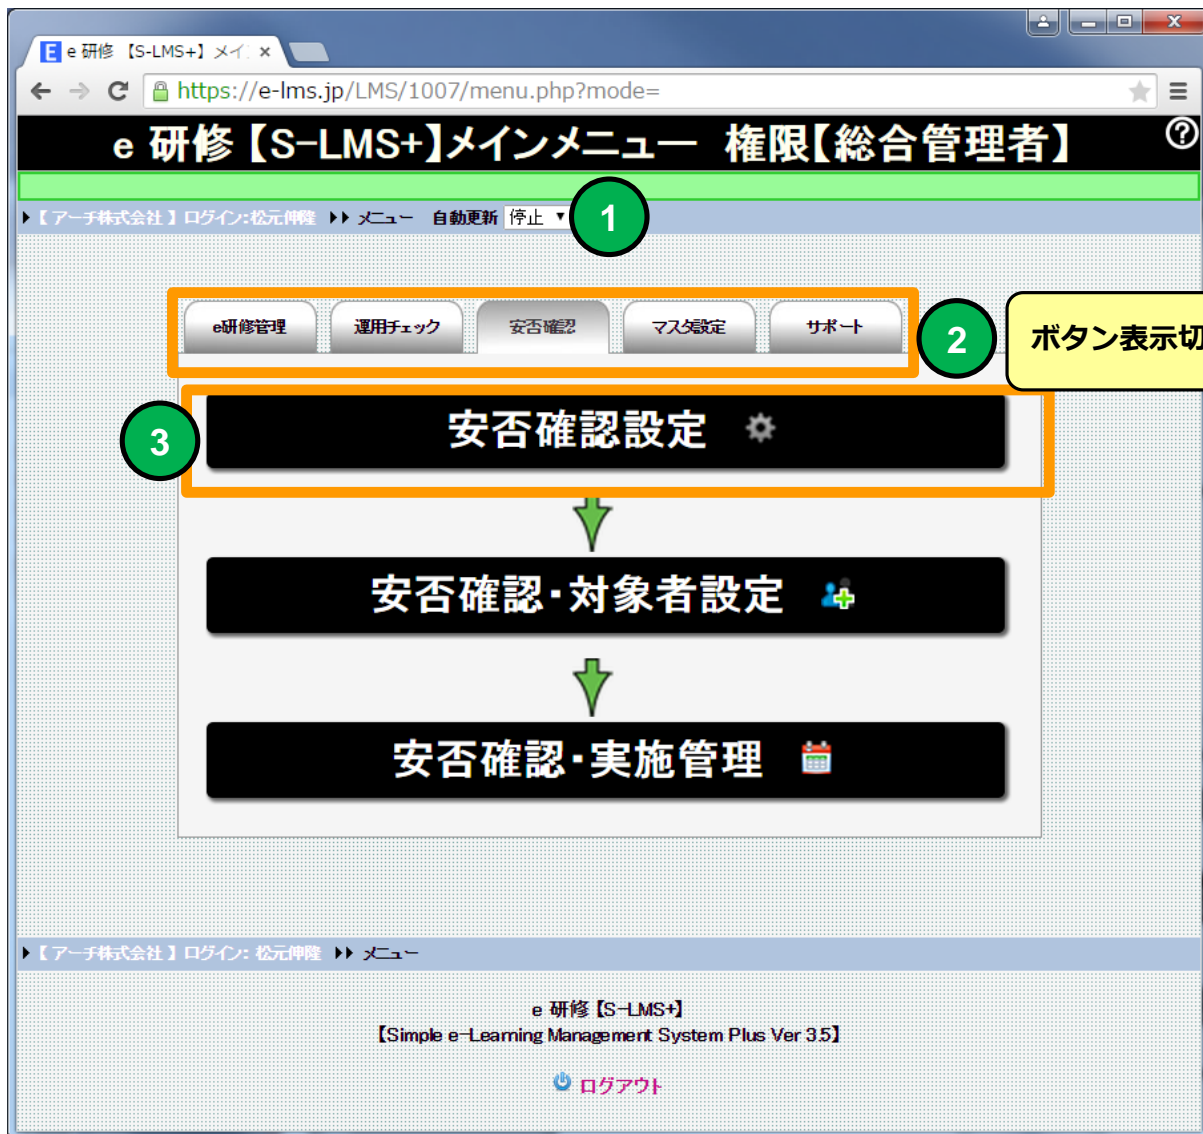 e 研修 【S-LMS+】 メイ
https://e-lms.jp/LMS/1007/menu.php?mode=
e 研修【S-LMS+】メインメニュー 権限【総合管理者】
【 アーチ株式会社 】ログイン:松元伸隆 メニュー 自動更新 停止
1
e研修管理 運用チェック 安否確認 マスタ設定 サポート
2
ボタン表示切
3
安否確認設定
安否確認・対象者設定
安否確認・実施管理
【 アーチ株式会社 】ログイン: 松元伸隆 メニュー
e 研修【S-LMS+】
【Simple e-Learning Management System Plus Ver 3.5】
ログアウト